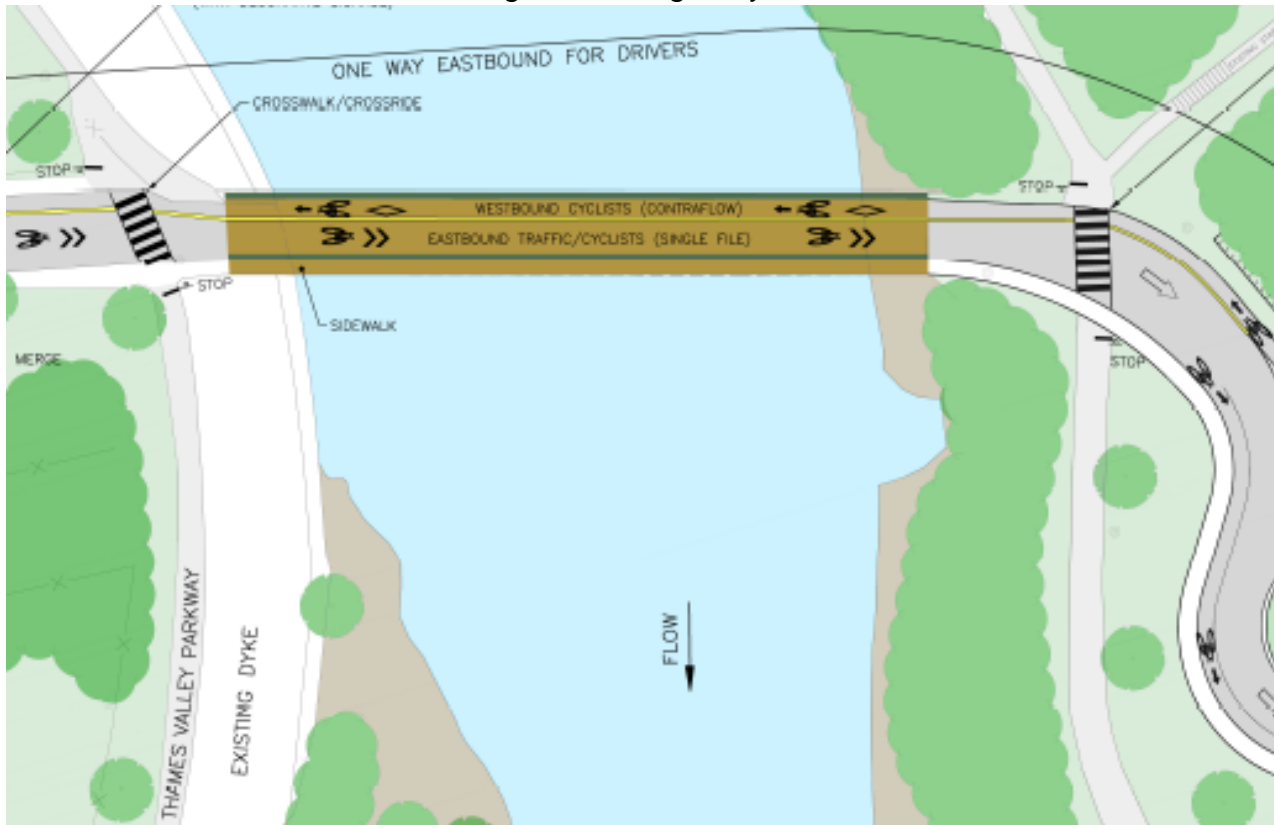 ONE WAY EASTBOUND FOR DRIVERS
CROSSWALK/CROSSRIDE
STOP
STOP
WESTBOUND CYCLISTS (CONTRAFLOW)
EASTBOUND TRAFFIC/CYCLISTS (SINGLE FILE)
STOP
SIDEWALK
MERGE
STOP
THAMES VALLEY PARKWAY
EXISTING DYKE
FLOW